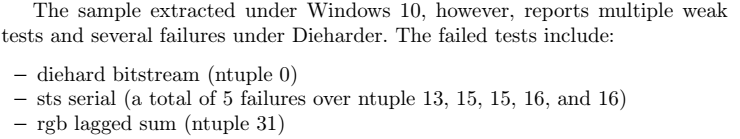 The sample extracted under Windows 10, however, reports multiple weak
tests and several failures under Dieharder. The failed tests include:
– diehard bitstream (ntuple 0)
– sts serial (a total of 5 failures over ntuple 13, 15, 15, 16, and 16)
– rgb lagged sum (ntuple 31)